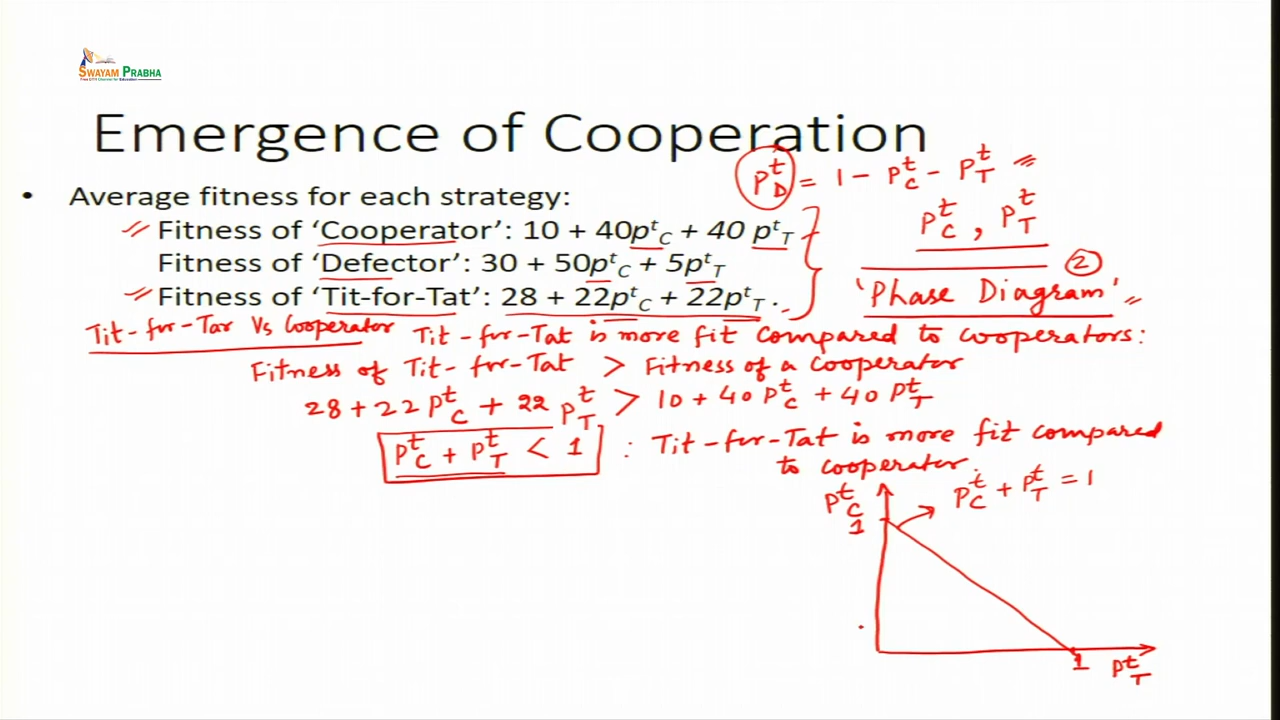 SWAYAM PRABHA
Emergence of Cooperation
P^t_D = 1 - P^t_C - P^t_T
• Average fitness for each strategy:
Fitness of ‘Cooperator’: 10 + 40p^t_C + 40 p^t_T
P^t_C , P^t_T
Fitness of ‘Defector’: 30 + 50p^t_C + 5p^t_T
②
Fitness of ‘Tit-for-Tat’: 28 + 22p^t_C + 22p^t_T .
'Phase Diagram'
Tit-for-Tat Vs Cooperator
Tit-for-Tat is more fit compared to cooperators:
Fitness of Tit-for-Tat > Fitness of a cooperator
28 + 22 P^t_C + 22 P^t_T > 10 + 40 P^t_C + 40 P^t_T
P^t_C + P^t_T < 1 : Tit-for-Tat is more fit compared
to cooperator.
P^t_C
P^t_C + P^t_T = 1
1
1
P^t_T